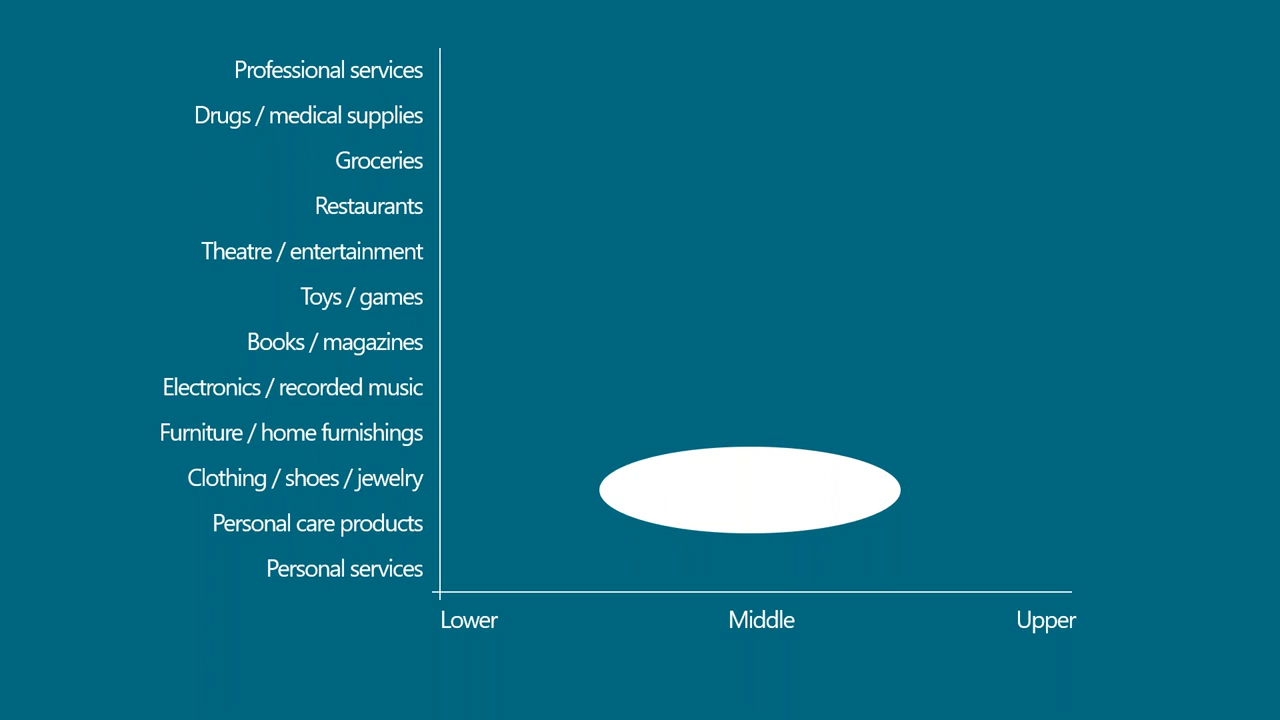 Professional services
Drugs / medical supplies
Groceries
Restaurants
Theatre / entertainment
Toys / games
Books / magazines
Electronics / recorded music
Furniture / home furnishings
Clothing / shoes / jewelry
Personal care products
Personal services
Lower Middle Upper